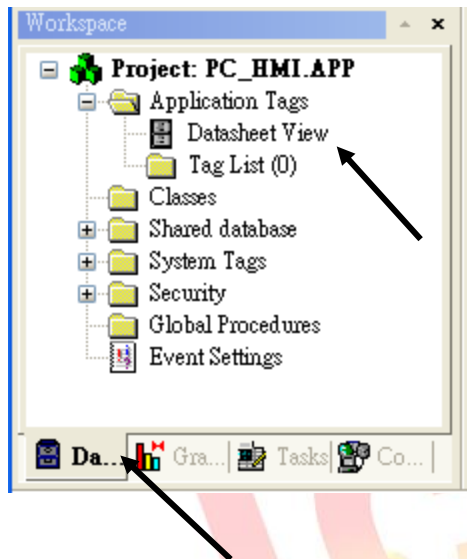 Workspace
Project: PC_HMI.APP
Application Tags
Datasheet View
Tag List (0)
Classes
Shared database
System Tags
Security
Global Procedures
Event Settings
Da... Gra... Tasks Co...